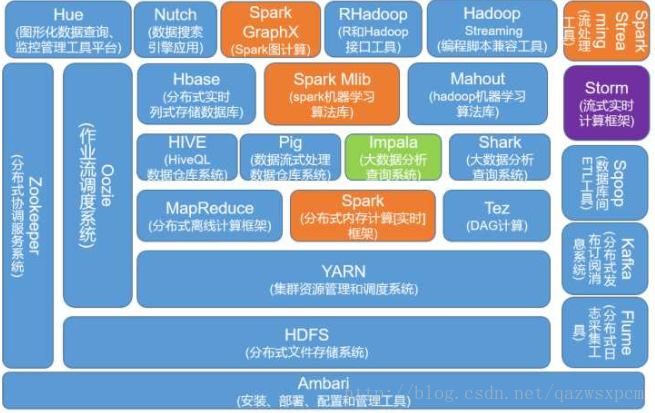 Hue
(图形化数据查询、
监控管理工具平台)
Nutch
(数据搜索
引擎应用)
Spark
GraphX
(Spark图计算)
RHadoop
(R和Hadoop
接口工具)
Hadoop
Streaming
(编程脚本兼容工具)
Spark
Strea
ming
(流处理
工具)
Zookeeper
(分布式协调服务系统)
Oozie
(作业流调度系统)
Hbase
(分布式实时
列式存储数据库)
Spark Mlib
(spark机器学习
算法库)
Mahout
(hadoop机器学习
算法库)
Storm
(流式实时
计算框架)
HIVE
(HiveQL
数据仓库系统)
Pig
(数据流式处理
数据仓库系统)
Impala
(大数据分析
查询系统)
Shark
(大数据分析
查询系统)
Sqoop
(数据库间
ETL工具)
MapReduce
(分布式离线计算框架)
Spark
(分布式内存计算[实时]
框架)
Tez
(DAG计算)
Kafka
(分布式发
布订阅消
息系统)
YARN
(集群资源管理和调度系统)
HDFS
(分布式文件存储系统)
Flume
(分布式日
志采集工
具)
Ambari
(安装、部署、配置和管理工具)
http://blog.csdn.net/qazwsxpcm